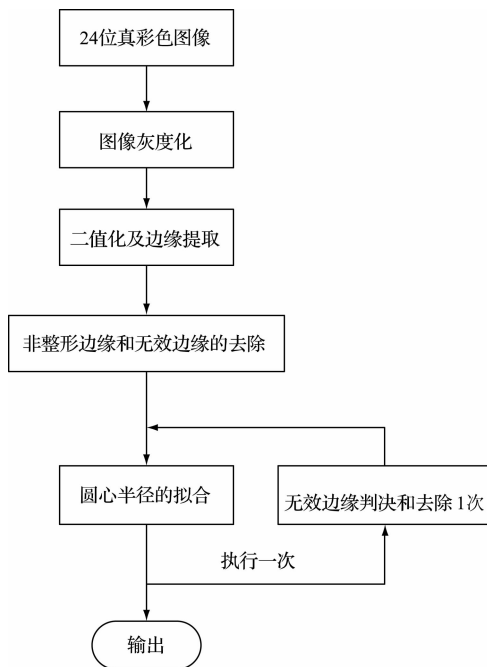 24位真彩色图像
图像灰度化
二值化及边缘提取
非整形边缘和无效边缘的去除
圆心半径的拟合
无效边缘判决和去除1次
执行一次
输出